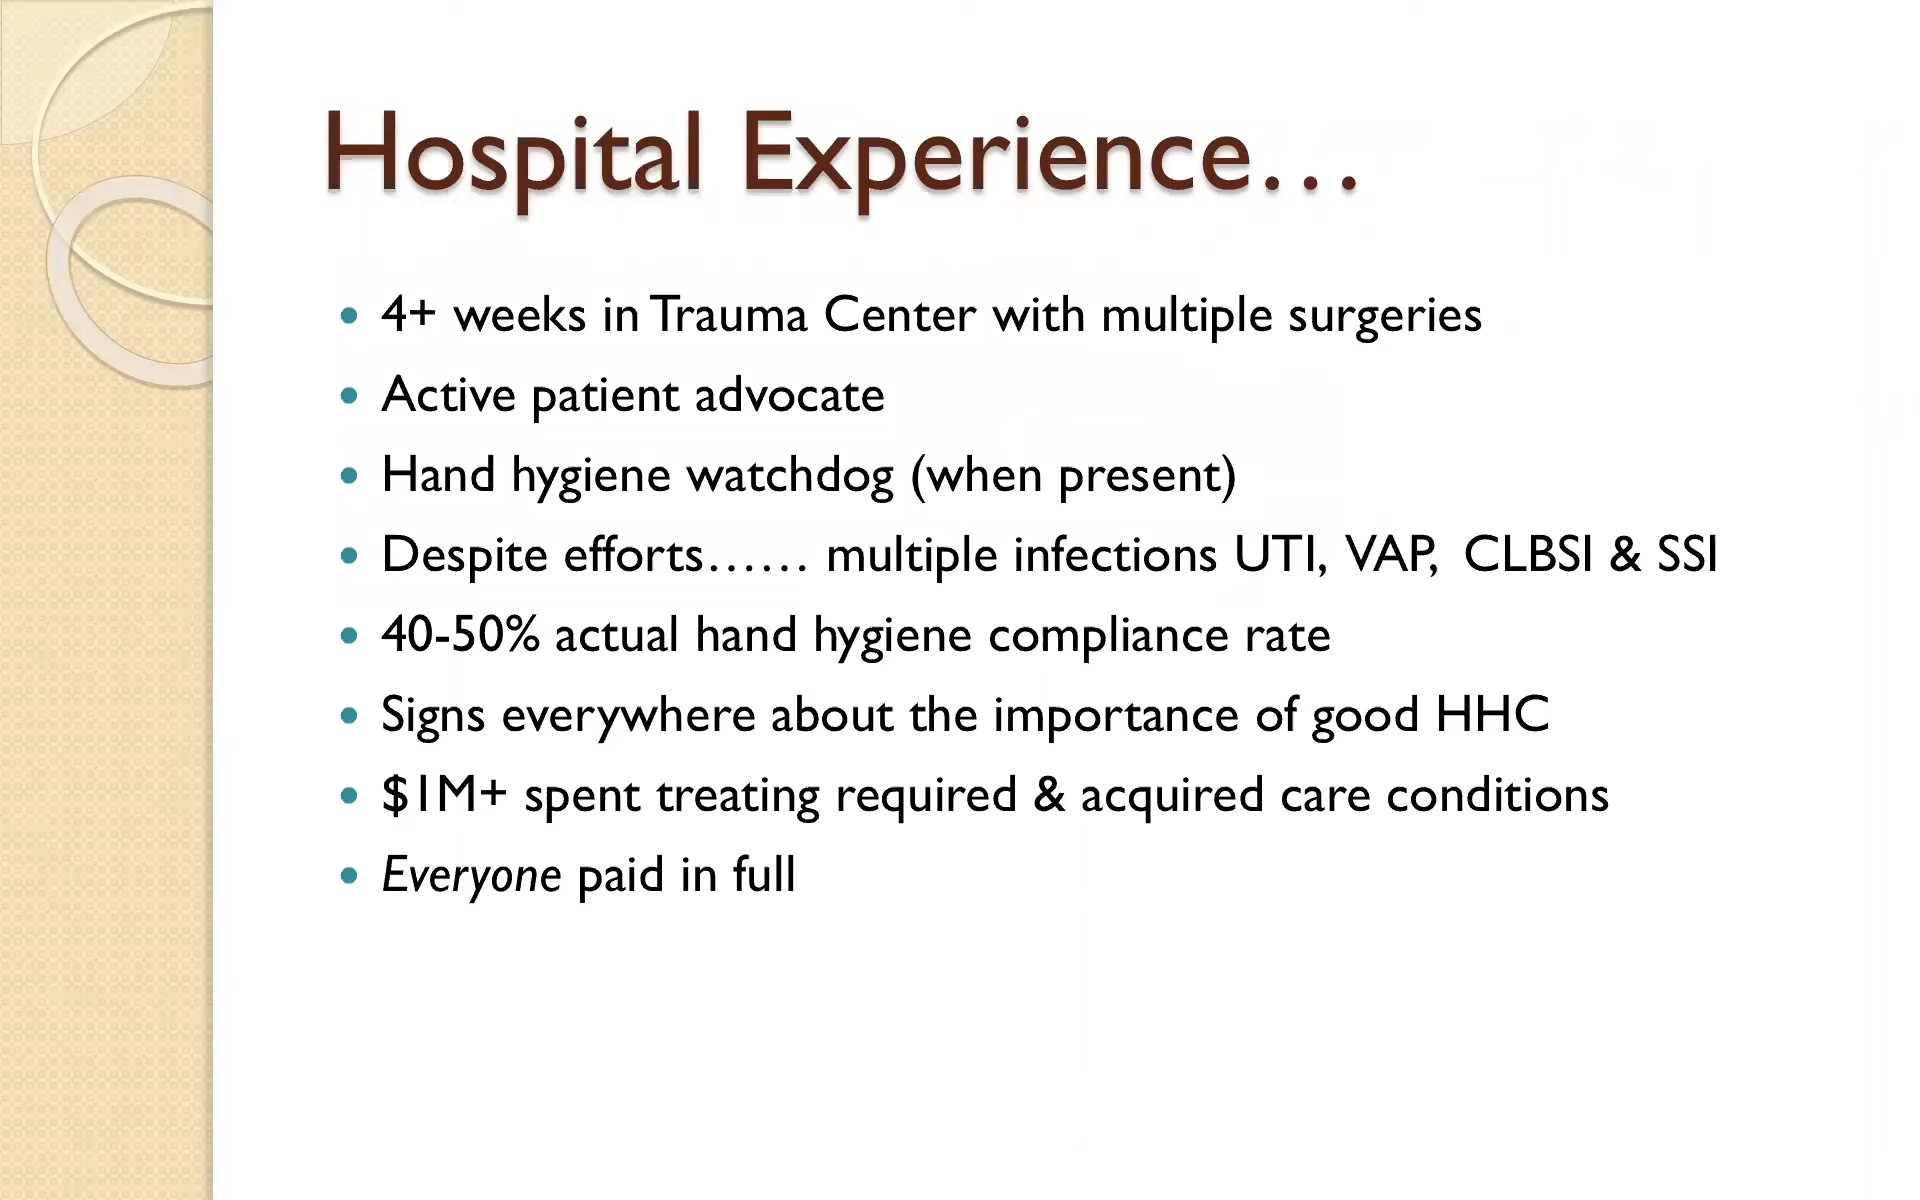 Hospital Experience…
• 4+ weeks in Trauma Center with multiple surgeries
• Active patient advocate
• Hand hygiene watchdog (when present)
• Despite efforts…… multiple infections UTI, VAP, CLBSI & SSI
• 40-50% actual hand hygiene compliance rate
• Signs everywhere about the importance of good HHC
• $1M+ spent treating required & acquired care conditions
• Everyone paid in full